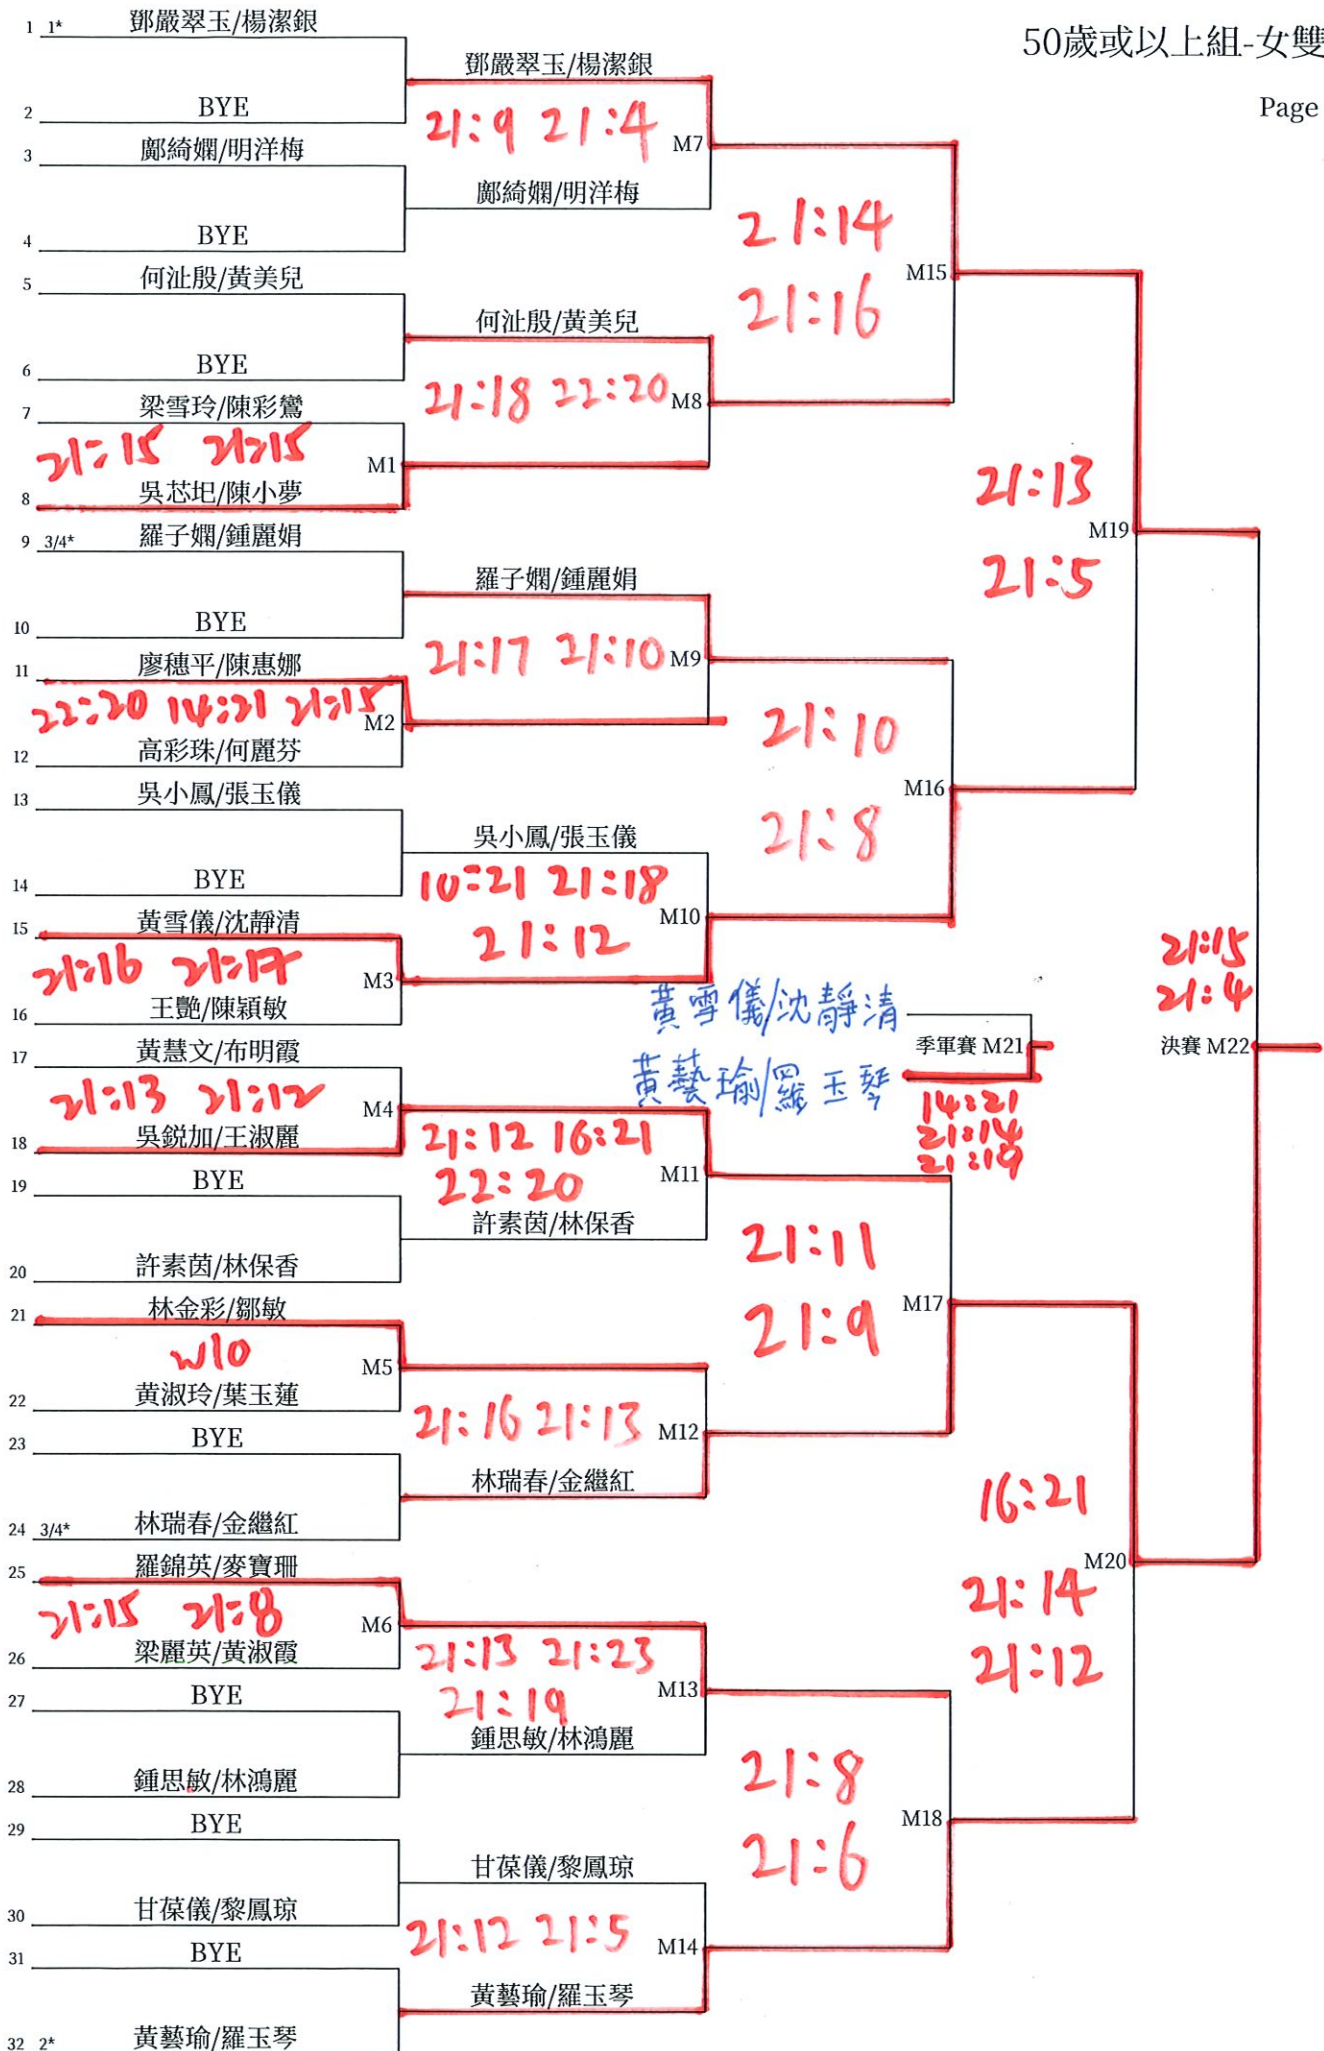 50歲或以上組-女雙
Page
1 1* 鄧嚴翠玉/楊潔銀
鄧嚴翠玉/楊潔銀
2 BYE
21:9 21:4 M7
3 鄺綺嫻/明洋梅
鄺綺嫻/明洋梅
4 BYE
21:14
21:16
M15
5 何沚殷/黃美兒
何沚殷/黃美兒
6 BYE
21:18 22:20 M8
7 梁雪玲/陳彩鸞
21:15 21:15 M1
8 吳芯坭/陳小夢
21:13
M19
21:5
9 3/4* 羅子嫻/鍾麗娟
羅子嫻/鍾麗娟
10 BYE
21:17 21:10 M9
11 廖穗平/陳惠娜
22:20 14:21 21:15 M2
12 高彩珠/何麗芬
21:10
M16
21:8
13 吳小鳳/張玉儀
吳小鳳/張玉儀
14 BYE
10:21 21:18
M10
21:12
15 黃雪儀/沈靜清
21:16 21:17 M3
16 王艷/陳穎敏
21:15
21:4
決賽 M22
黃雪儀/沈靜清
季軍賽 M21
黃藝瑜/羅玉琴
14:21
21:14
21:19
17 黃慧文/布明霞
21:13 21:12 M4
18 吳銳加/王淑麗
21:12 16:21
22:20 M11
19 BYE
許素茵/林保香
20 許素茵/林保香
21:11
M17
21:9
21 林金彩/鄒敏
w/o M5
22 黃淑玲/葉玉蓮
21:16 21:13 M12
23 BYE
林瑞春/金繼紅
24 3/4* 林瑞春/金繼紅
16:21
M20
21:14
21:12
25 羅錦英/麥寶珊
21:15 21:8 M6
26 梁麗英/黃淑霞
21:13 21:23
21:19 M13
27 BYE
鍾思敏/林鴻麗
28 鍾思敏/林鴻麗
21:8
M18
21:6
29 BYE
甘葆儀/黎鳳琼
30 甘葆儀/黎鳳琼
21:12 21:5 M14
31 BYE
黃藝瑜/羅玉琴
32 2* 黃藝瑜/羅玉琴